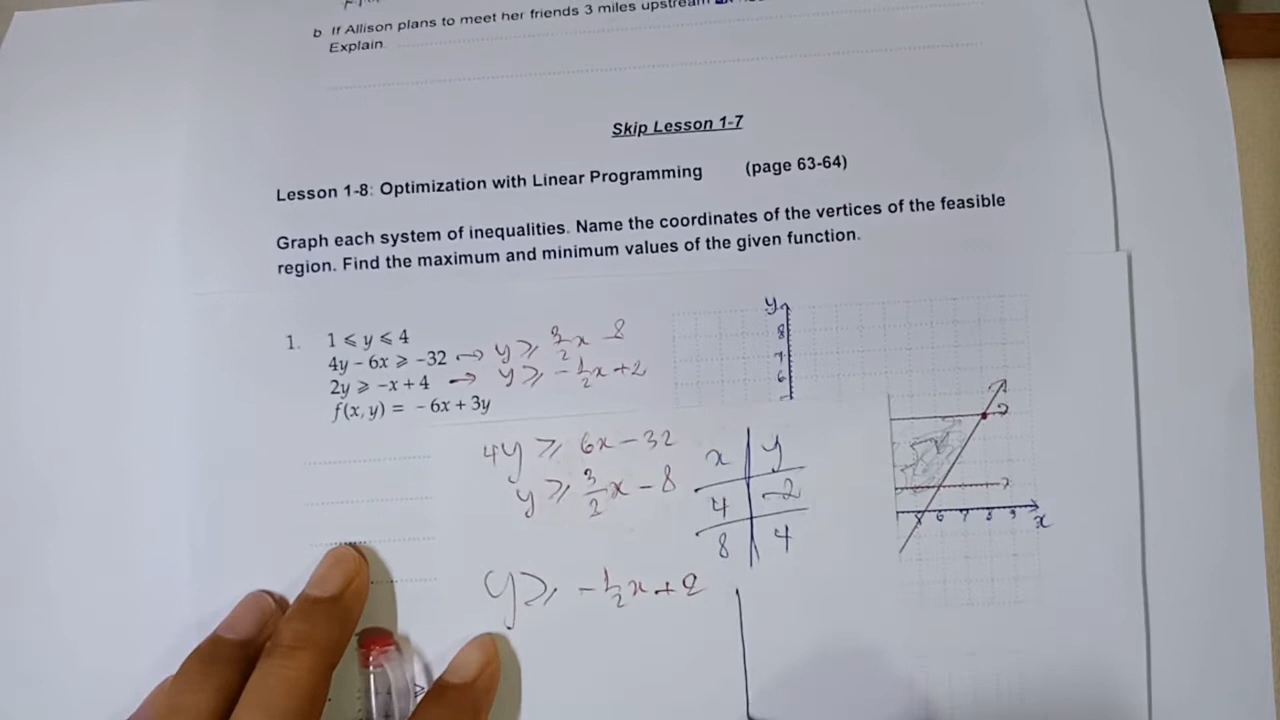 b. If Allison plans to meet her friends 3 miles upstream
Explain.
Skip Lesson 1-7
Lesson 1-8: Optimization with Linear Programming (page 63-64)
Graph each system of inequalities. Name the coordinates of the vertices of the feasible
region. Find the maximum and minimum values of the given function.
1. 1 ⩽ y ⩽ 4
4y − 6x ⩾ −32 → y ⩾ 3/2 x − 8
2y ⩾ −x + 4 → y ⩾ −1/2 x + 2
f(x, y) = −6x + 3y
4y ⩾ 6x − 32
y ⩾ 3/2 x − 8
x y
4 −2
8 4
y ⩾ −1/2 x + 2
y
8
7
6
5 6 7 8 9 x